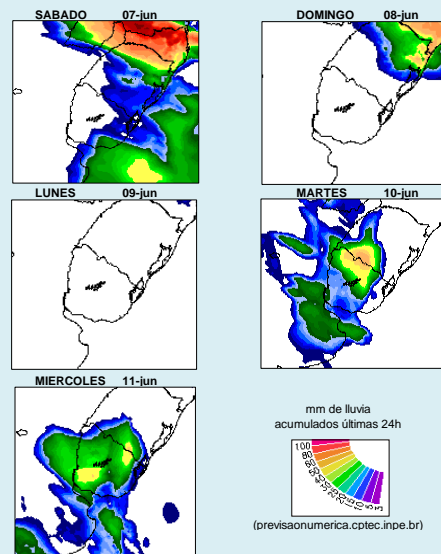 SABADO 07-jun
DOMINGO 08-jun
LUNES 09-jun
MARTES 10-jun
MIERCOLES 11-jun
mm de lluvia
acumulados últimas 24h
100
80
60
50
(previsaonumerica.cptec.inpe.br)